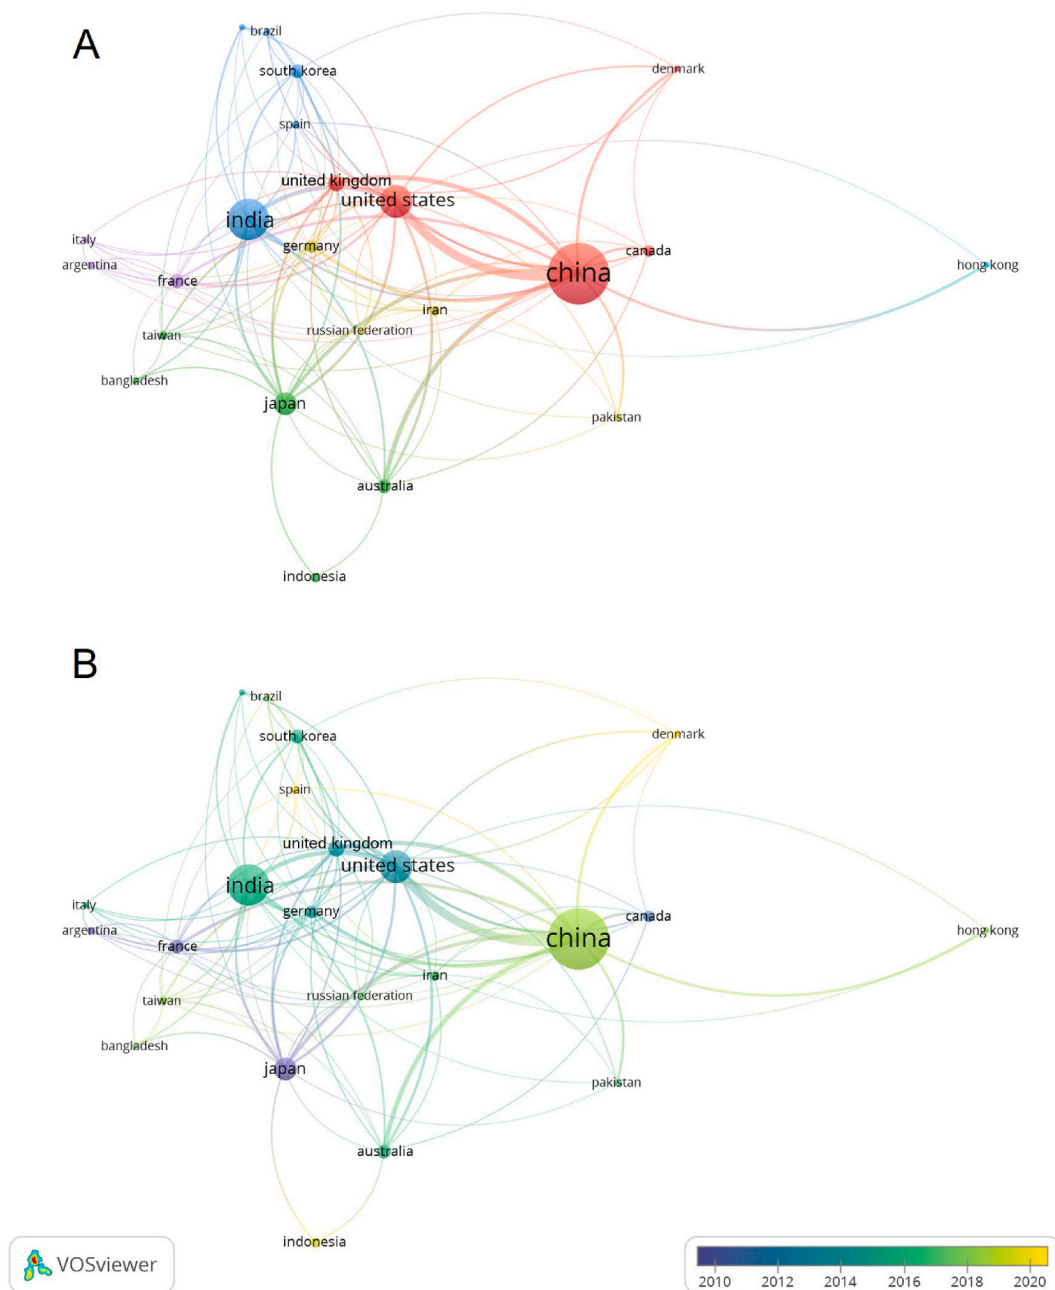 A
brazil
south korea
denmark
spain
united kingdom
united states
india
italy
germany
canada
argentina
china
hong kong
france
iran
russian federation
taiwan
bangladesh
japan
pakistan
australia
indonesia
B
brazil
south korea
denmark
spain
united kingdom
united states
india
italy
germany
canada
argentina
china
hong kong
france
iran
russian federation
taiwan
bangladesh
japan
pakistan
australia
indonesia
VOSviewer
2010 2012 2014 2016 2018 2020